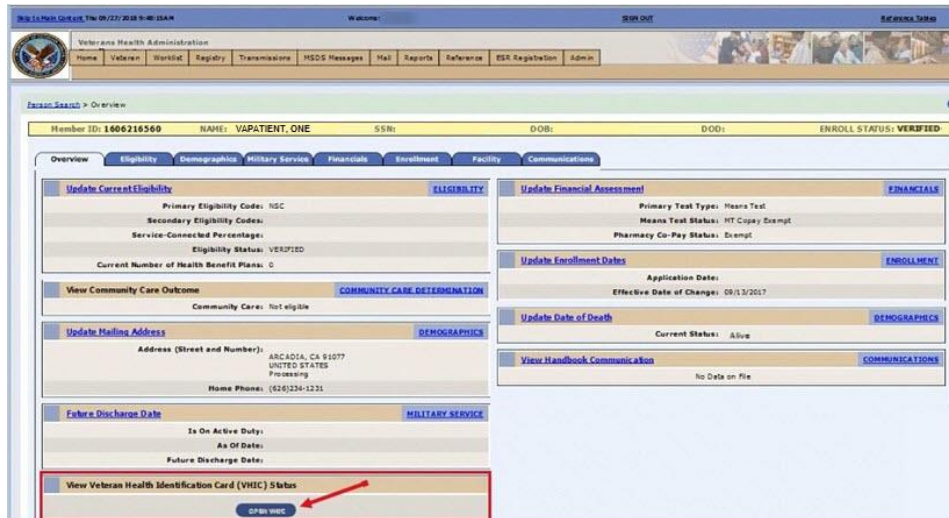 Skip to Main Content Thu 09/27/2018 9:40:15AM Welcome: SIGN OUT Reference Tables
Veterans Health Administration
Home Veteran Worklist Registry Transmissions MSDS Messages Mail Reports Reference ESR Registration Admin
Person Search > Overview
Member ID: 1606216560 NAME: VAPATIENT, ONE SSN: DOB: DOD: ENROLL STATUS: VERIFIED
Overview Eligibility Demographics Military Service Financials Enrollment Facility Communications
Update Current Eligibility ELIGIBILITY
Primary Eligibility Code: NSC
Secondary Eligibility Codes:
Service-Connected Percentage:
Eligibility Status: VERIFIED
Current Number of Health Benefit Plans: 0
View Community Care Outcome COMMUNITY CARE DETERMINATION
Community Care: Not eligible
Update Mailing Address DEMOGRAPHICS
Address (Street and Number):
ARCADIA, CA 91077
UNITED STATES
Processing
Home Phone: (626)234-1231
Future Discharge Date MILITARY SERVICE
Is On Active Duty:
As Of Date:
Future Discharge Date:
View Veteran Health Identification Card (VHIC) Status
OPEN VHIC
Update Financial Assessment FINANCIALS
Primary Test Type: Means Test
Means Test Status: MT Copay Exempt
Pharmacy Co-Pay Status: Exempt
Update Enrollment Dates ENROLLMENT
Application Date:
Effective Date of Change: 09/13/2017
Update Date of Death DEMOGRAPHICS
Current Status: Alive
View Handbook Communication COMMUNICATIONS
No Data on File